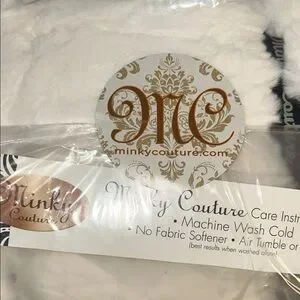 MC
minkycouture.com
Minky
Couture
Minky Couture Care Instr
• Machine Wash Cold
• No Fabric Softener • Air Tumble or
(best results when washed alone)